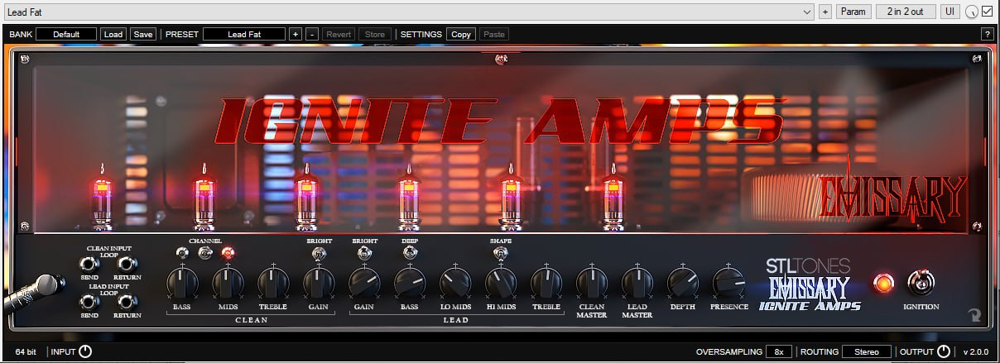 Lead Fat + Param 2 in 2 out UI
BANK Default Load Save PRESET Lead Fat + - Revert Store SETTINGS Copy Paste ?
IGNITE AMPS
EMISSARY
CLEAN INPUT
LOOP
SEND RETURN
LEAD INPUT
LOOP
SEND RETURN
CHANNEL BRIGHT BRIGHT DEEP SHAPE
BASS MIDS TREBLE GAIN GAIN BASS LO MIDS HI MIDS TREBLE CLEAN MASTER LEAD MASTER DEPTH PRESENCE
CLEAN LEAD
STLTONES
EMISSARY
IGNITE AMPS
IGNITION
64 bit INPUT OVERSAMPLING 8x ROUTING Stereo OUTPUT v 2.0.0